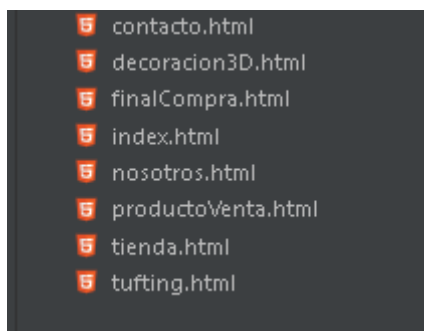 contacto.html
decoracion3D.html
finalCompra.html
index.html
nosotros.html
productoVenta.html
tienda.html
tufting.html